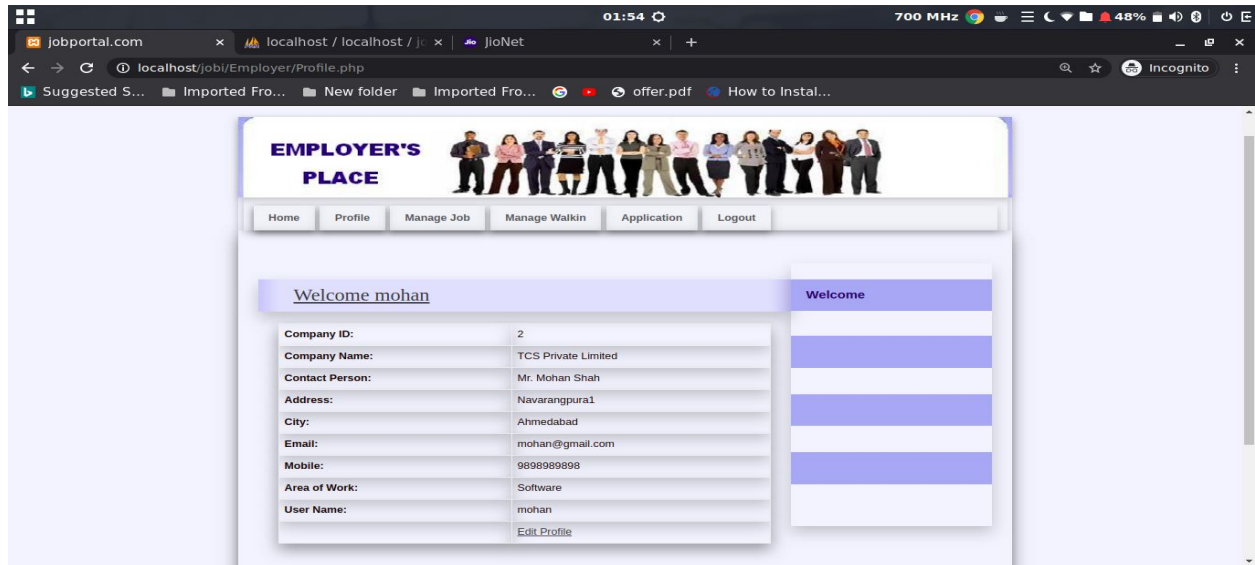 01:54
700 MHz
48%
jobportal.com
localhost / localhost / jc
Jio
JioNet
localhost/jobi/Employer/Profile.php
Incognito
Suggested S...
Imported Fro...
New folder
Imported Fro...
offer.pdf
How to Instal...
EMPLOYER'S
PLACE
Home
Profile
Manage Job
Manage Walkin
Application
Logout
Welcome mohan
Welcome
Company ID: 2
Company Name: TCS Private Limited
Contact Person: Mr. Mohan Shah
Address: Navarangpura1
City: Ahmedabad
Email: mohan@gmail.com
Mobile: 9898989898
Area of Work: Software
User Name: mohan
Edit Profile